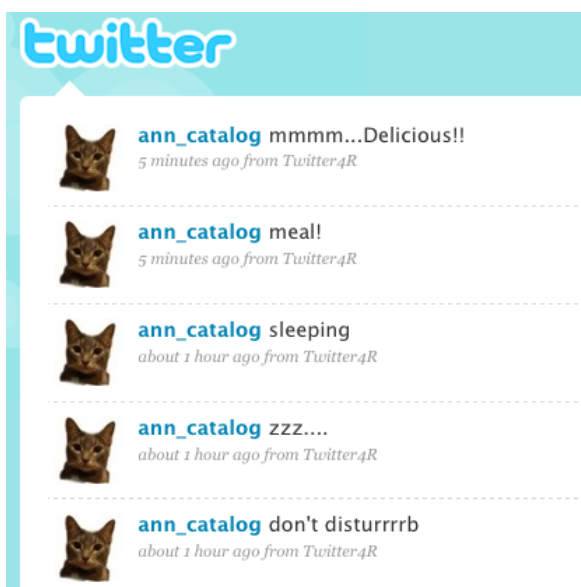 twitter
ann_catalog mmmm...Delicious!!
5 minutes ago from Twitter4R
ann_catalog meal!
5 minutes ago from Twitter4R
ann_catalog sleeping
about 1 hour ago from Twitter4R
ann_catalog zzz....
about 1 hour ago from Twitter4R
ann_catalog don't disturrrrb
about 1 hour ago from Twitter4R